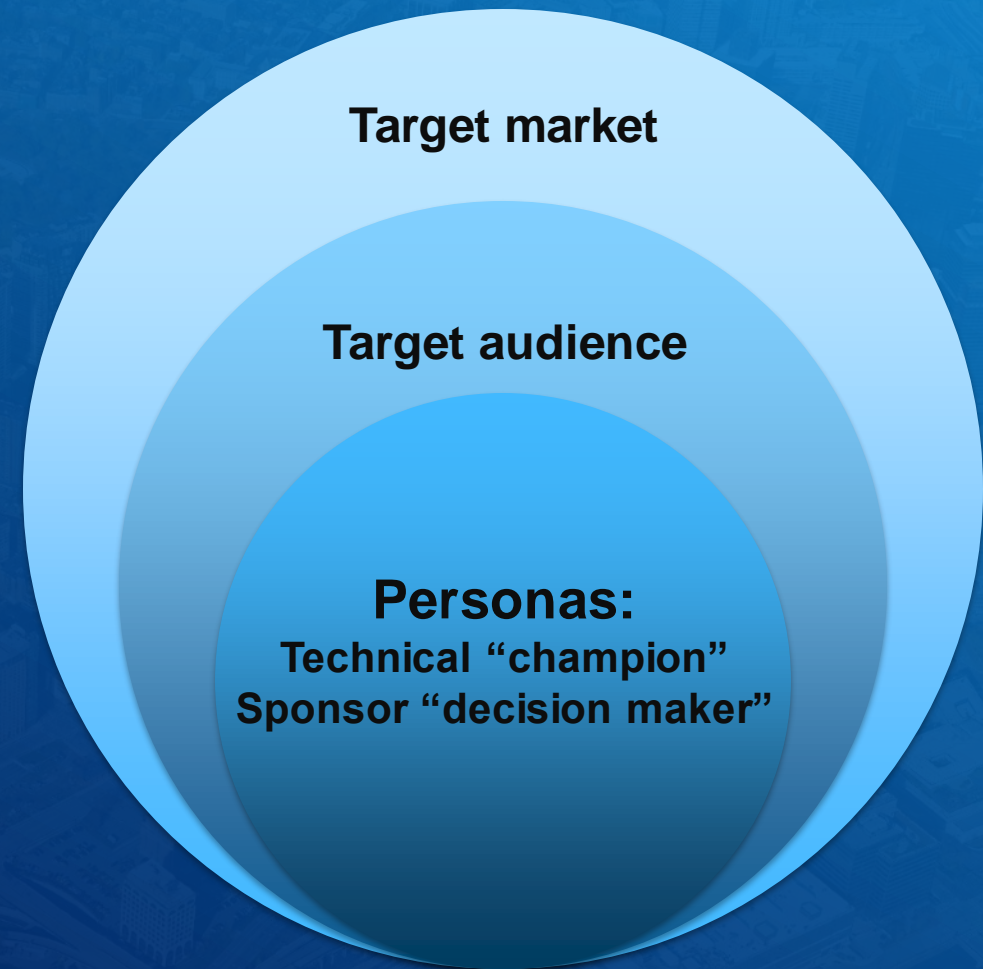 Target market
Target audience
Personas:
Technical “champion”
Sponsor “decision maker”